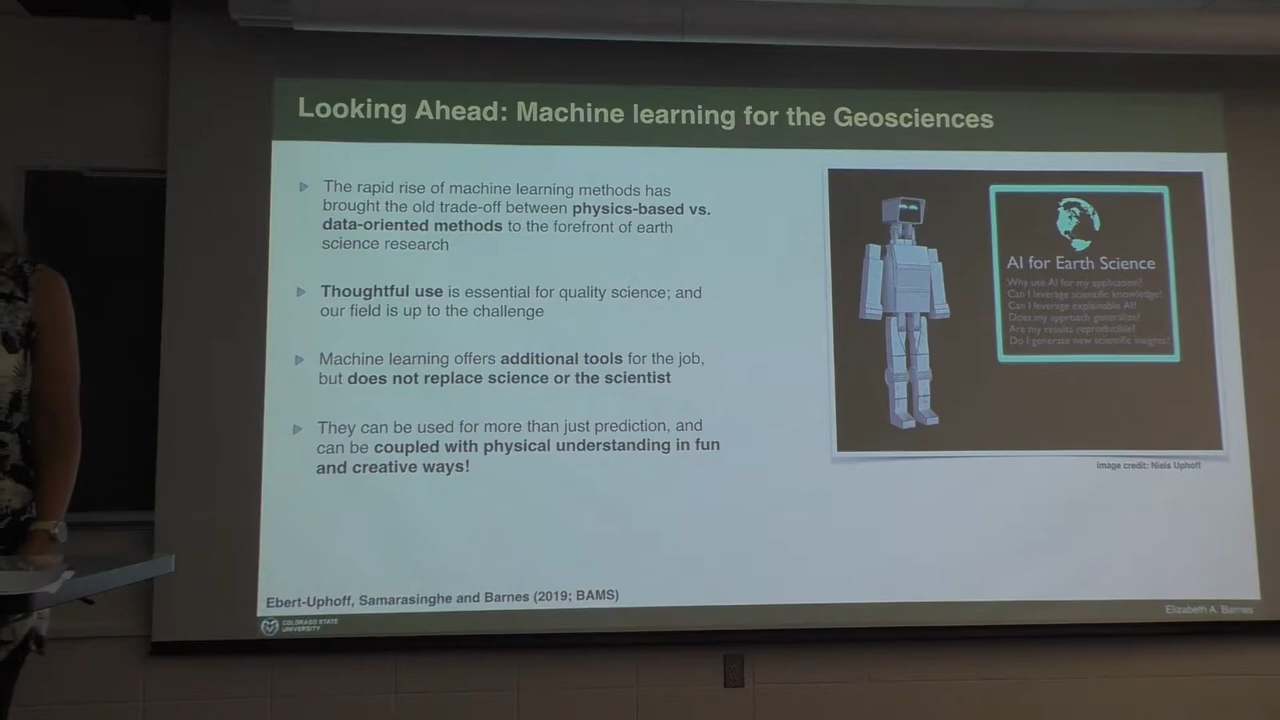 Looking Ahead: Machine learning for the Geosciences
The rapid rise of machine learning methods has
brought the old trade-off between physics-based vs.
data-oriented methods to the forefront of earth
science research
Thoughtful use is essential for quality science; and
our field is up to the challenge
Machine learning offers additional tools for the job,
but does not replace science or the scientist
They can be used for more than just prediction, and
can be coupled with physical understanding in fun
and creative ways!
AI for Earth Science
Why use AI for my application?
Can I leverage scientific knowledge?
Can I leverage explainable AI?
Does my approach generalize?
Are my results reproducible?
Do I generate new scientific insights?
image credit: Niels Uphoff
Ebert-Uphoff, Samarasinghe and Barnes (2019; BAMS)
COLORADO STATE
UNIVERSITY
Elizabeth A. Barnes